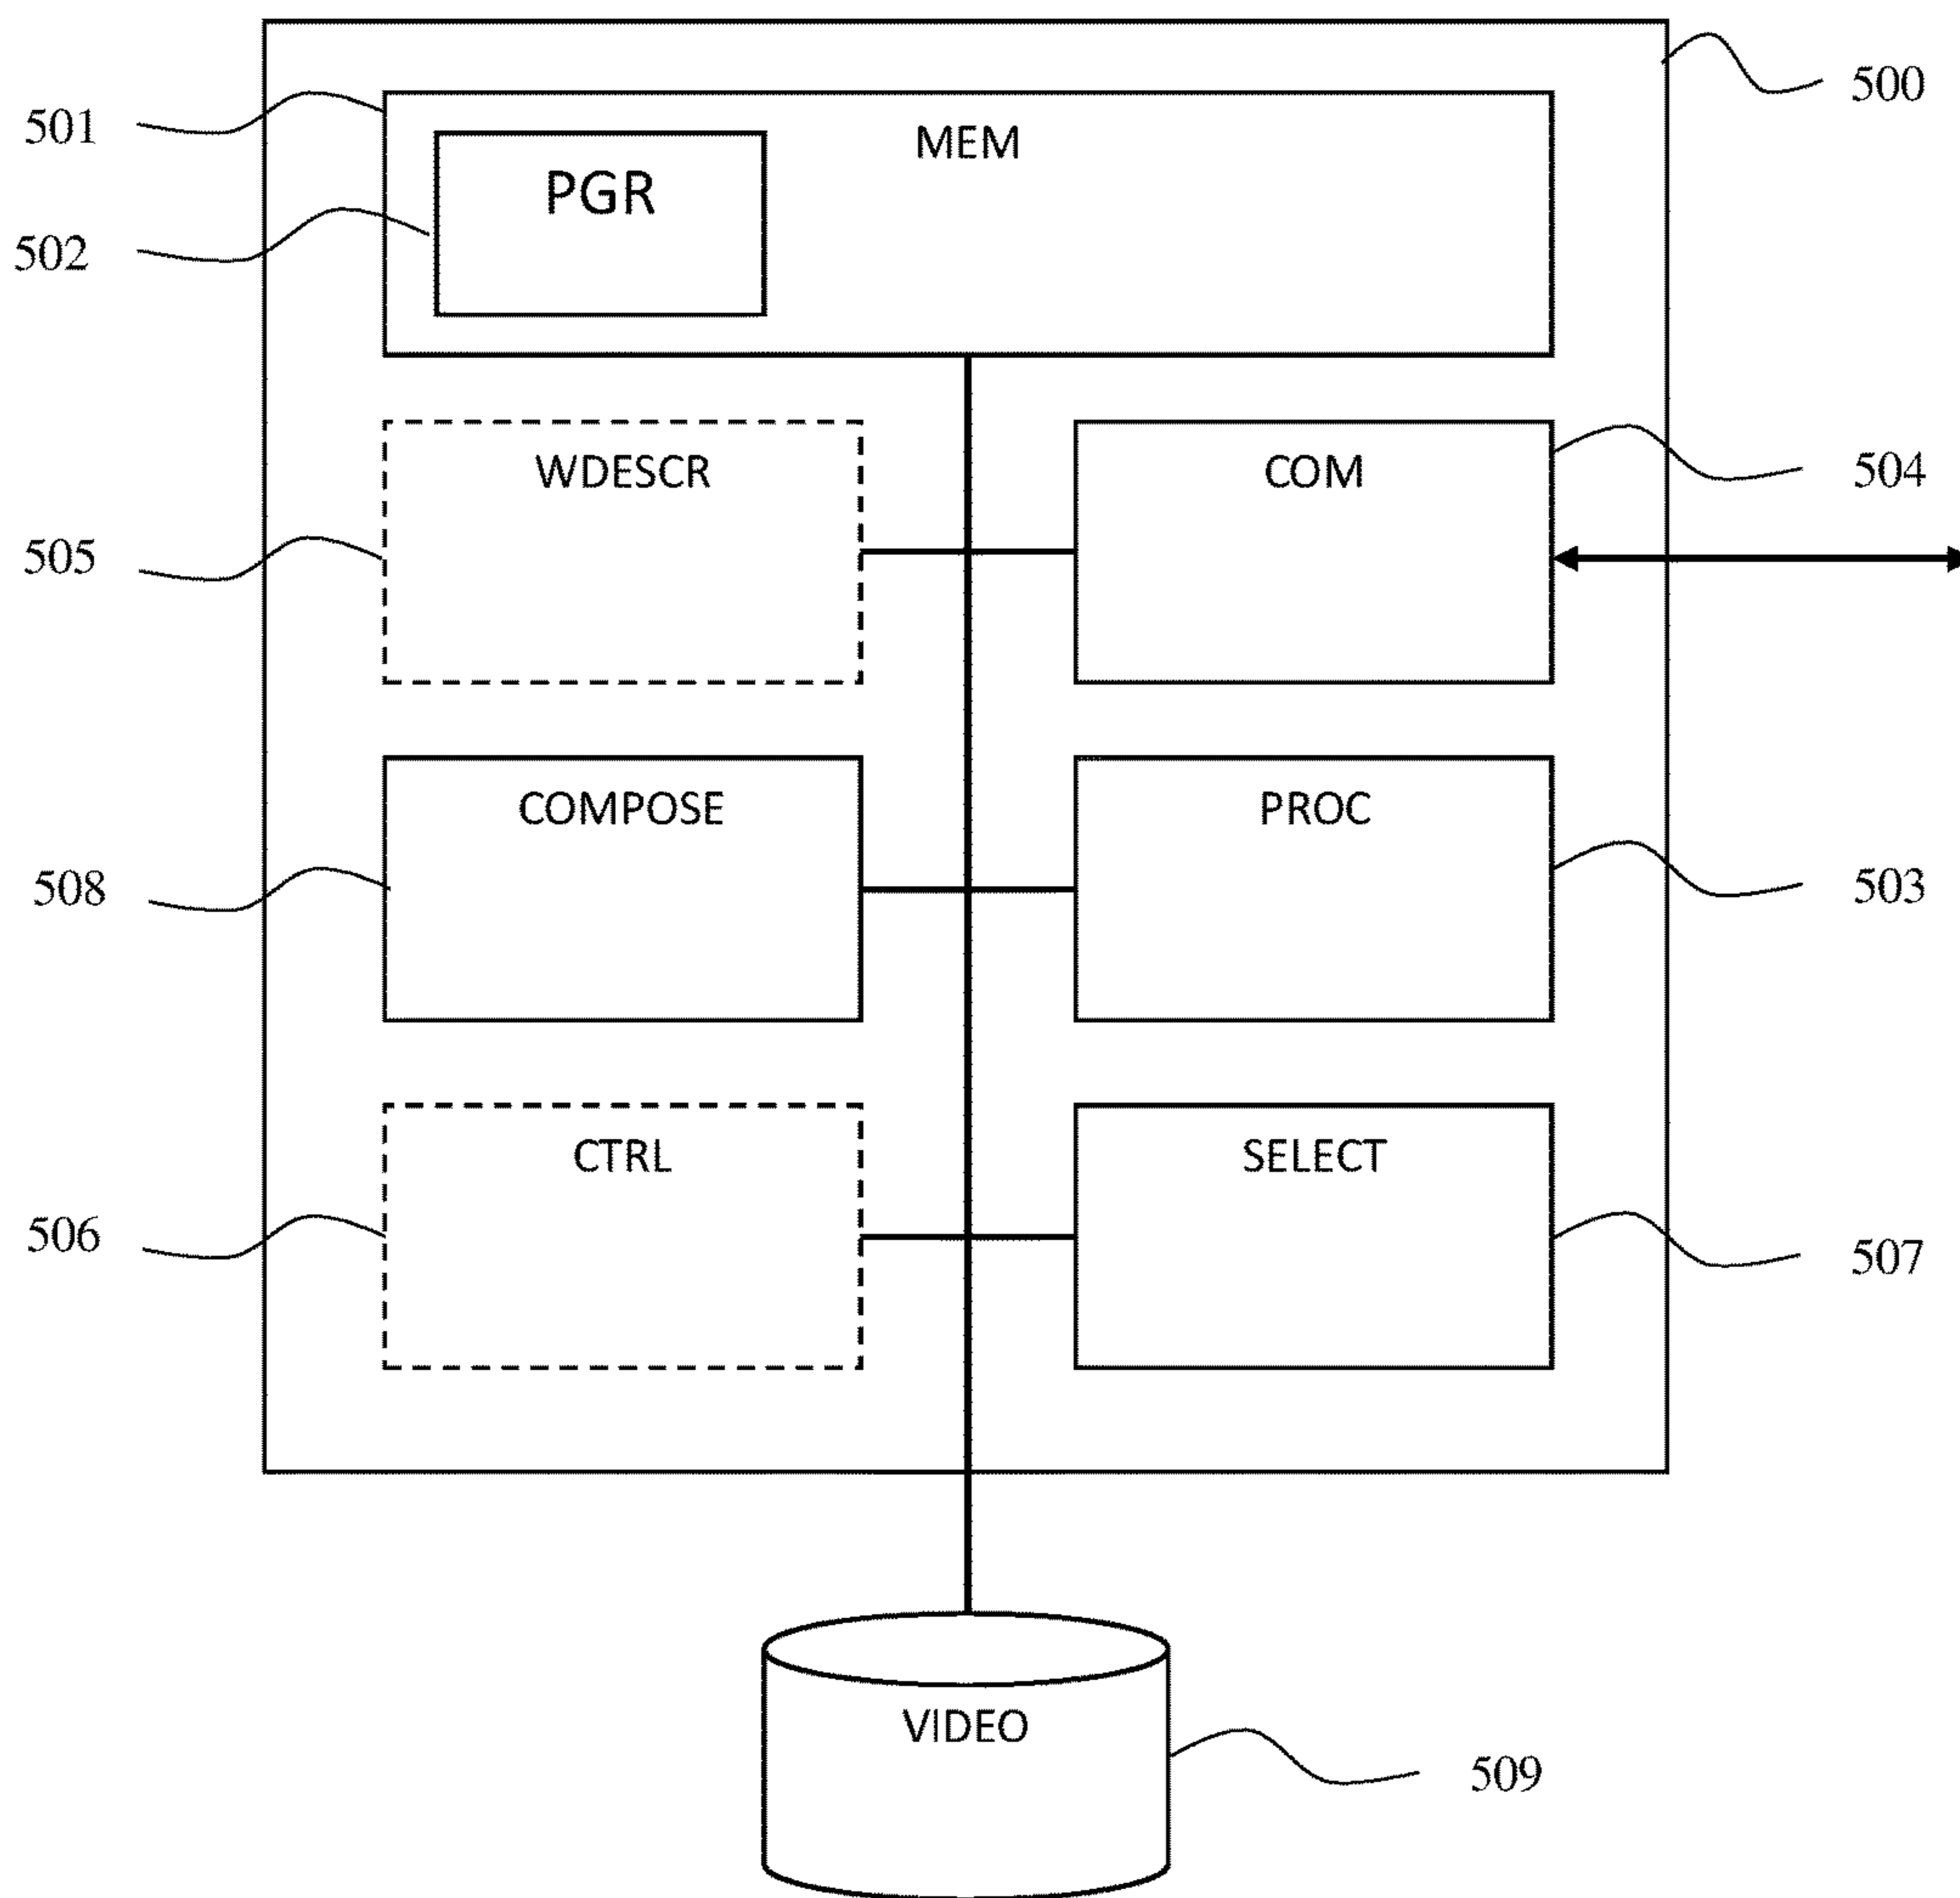 500
501
MEM
PGR
502
WDESCR
COM
504
505
COMPOSE
PROC
508
503
CTRL
SELECT
506
507
VIDEO
509